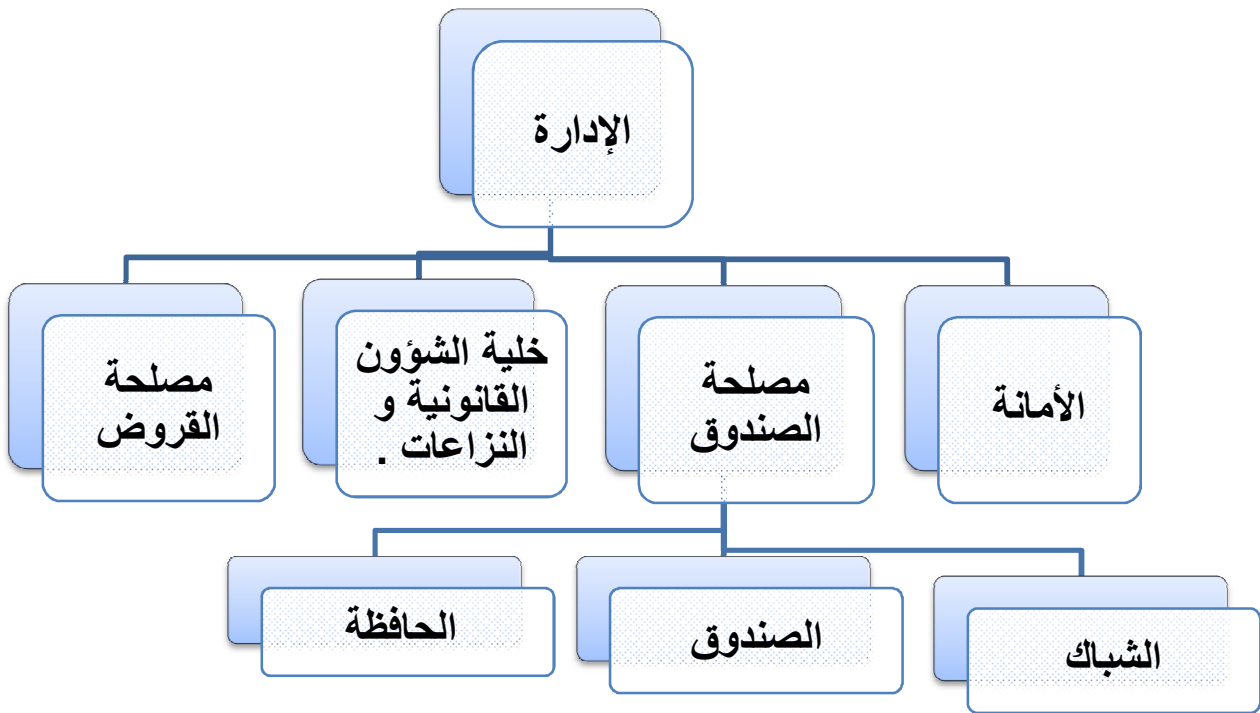 الإدارة
الأمانة
مصلحة
الصندوق
خلية الشؤون
القانونية و
النزاعات .
مصلحة
القروض
الشباك
الصندوق
الحافظة